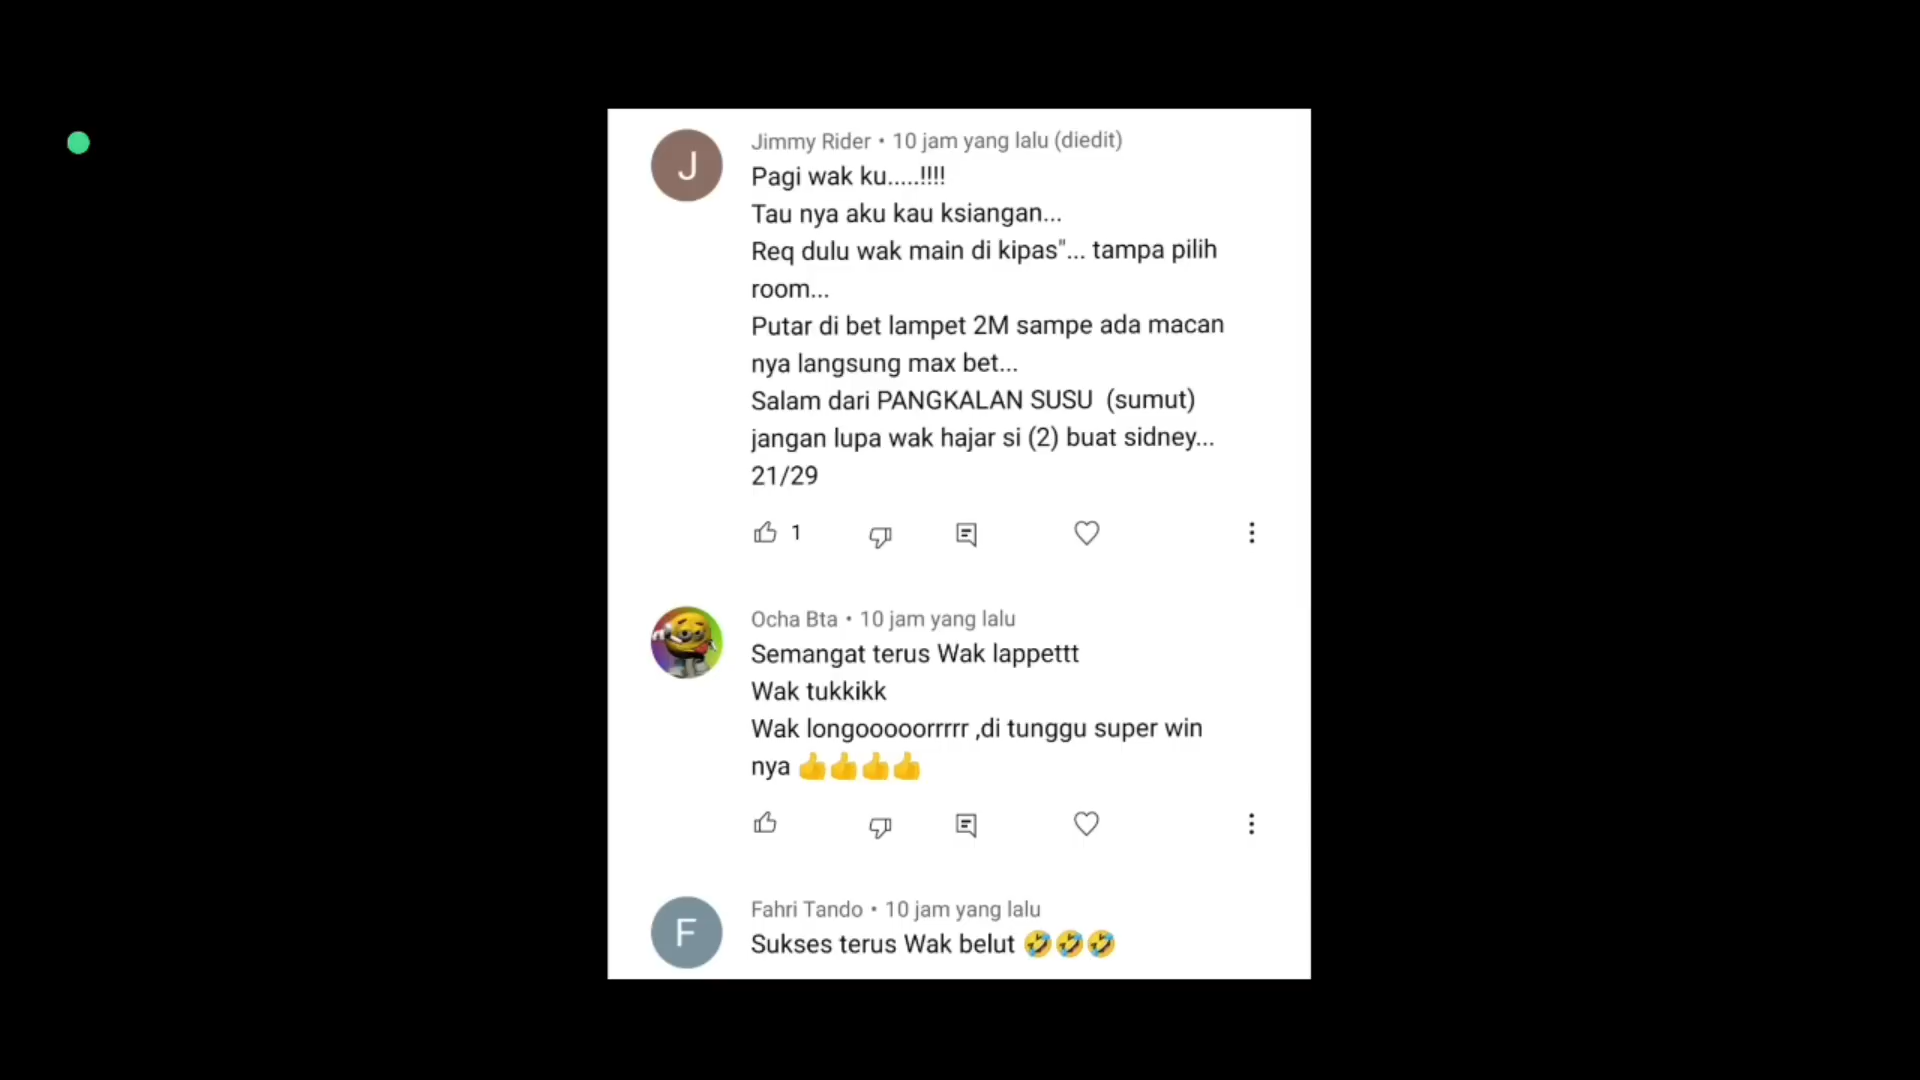 Jimmy Rider • 10 jam yang lalu (diedit)
J
Pagi wak ku.....!!!!
Tau nya aku kau ksiangan...
Req dulu wak main di kipas"... tampa pilih
room...
Putar di bet lampet 2M sampe ada macan
nya langsung max bet...
Salam dari PANGKALAN SUSU (sumut)
jangan lupa wak hajar si (2) buat sidney...
21/29
1
Ocha Bta • 10 jam yang lalu
Semangat terus Wak lappettt
Wak tukkikk
Wak longooooorrrrr ,di tunggu super win
nya 👍👍👍👍
Fahri Tando • 10 jam yang lalu
F
Sukses terus Wak belut 🤣🤣🤣